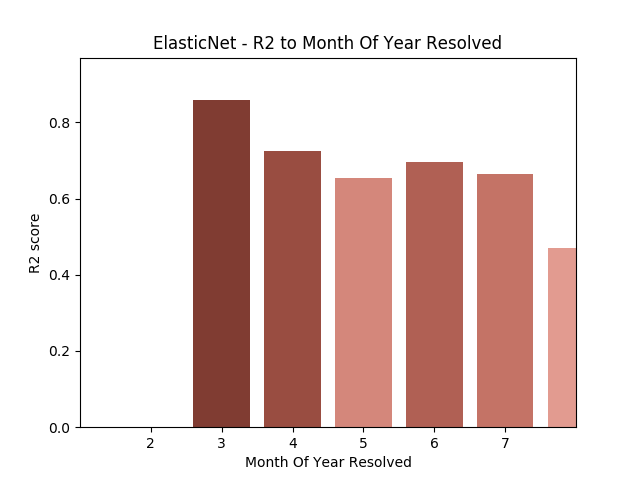 ElasticNet - R2 to Month Of Year Resolved
0.8
0.6
0.4
0.2
0.0
R2 score
2 3 4 5 6 7
Month Of Year Resolved